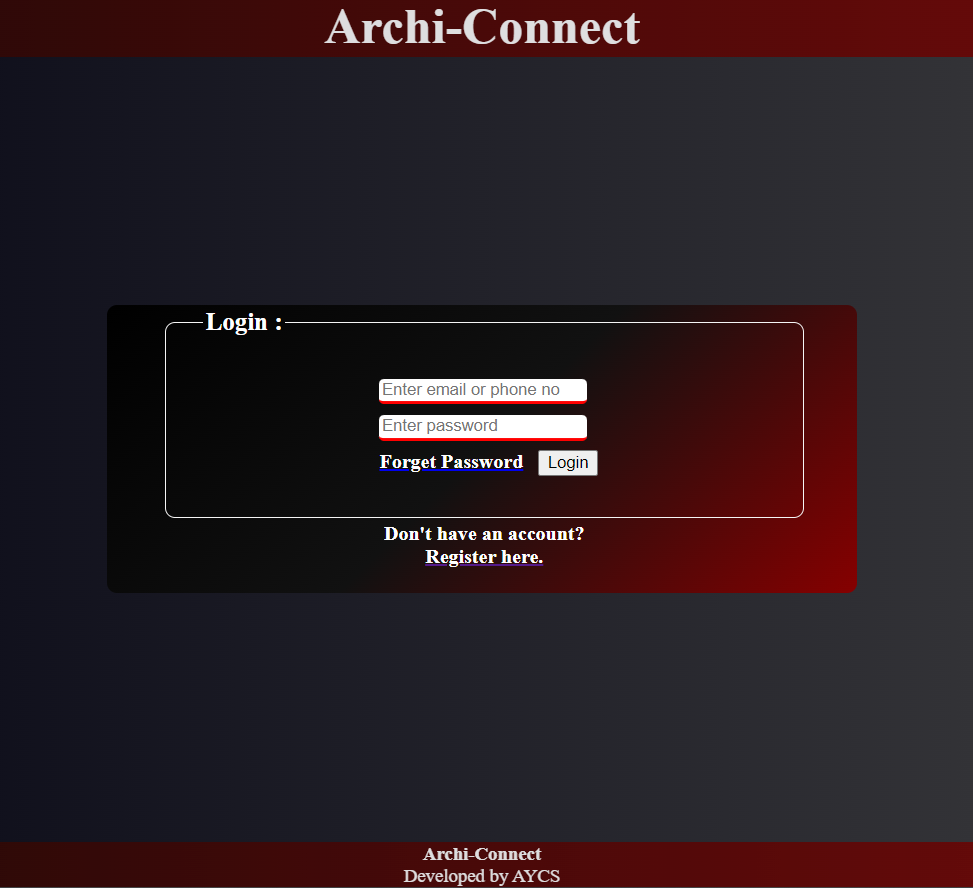 Archi-Connect
Login :
Enter email or phone no
Enter password
Forget Password Login
Don't have an account?
Register here.
Archi-Connect
Developed by AYCS